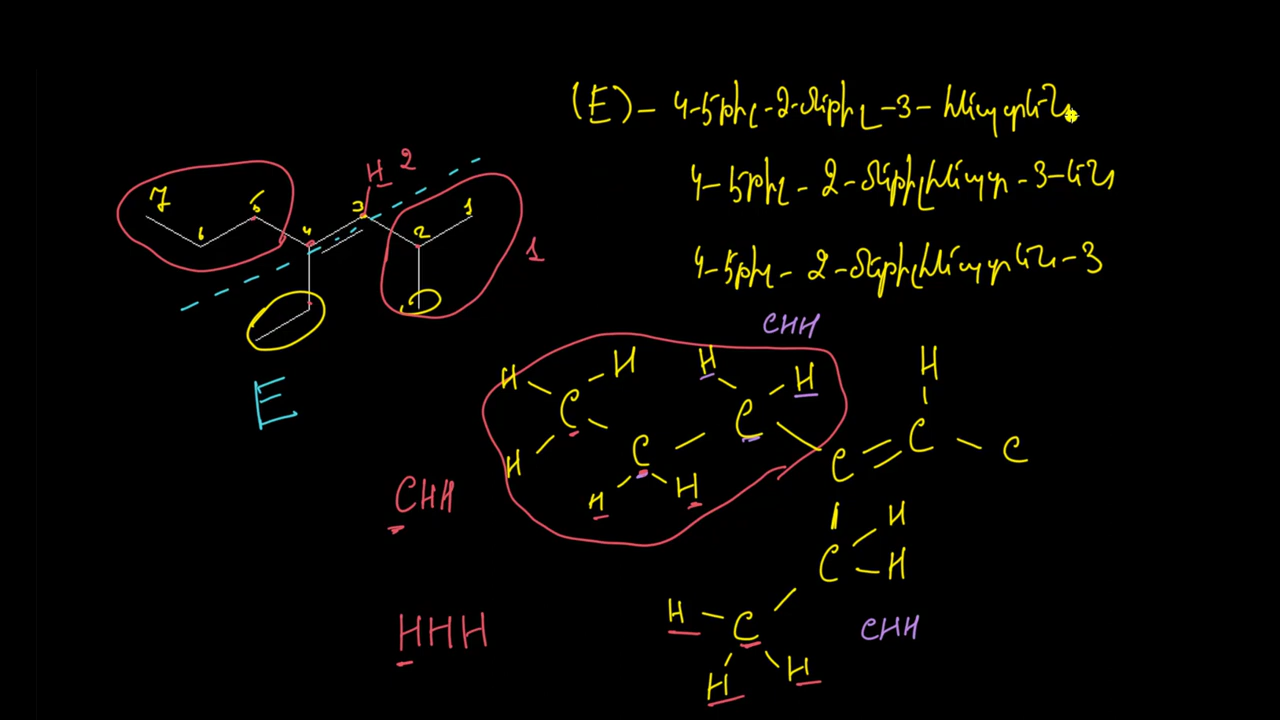 (E)- 4-էթիլ-2-մեթիլ-3-հեպտեն
4-էթիլ-2-մեթիլհեպտ-3-են
4-էթիլ-2-մեթիլհեպտեն-3
H 2
7 6 5 4 3 2 1
1
E
CHH
H H H H H
C C C = C - C
H H H
CHH
H
C H
H C
CHH
HHH
H H